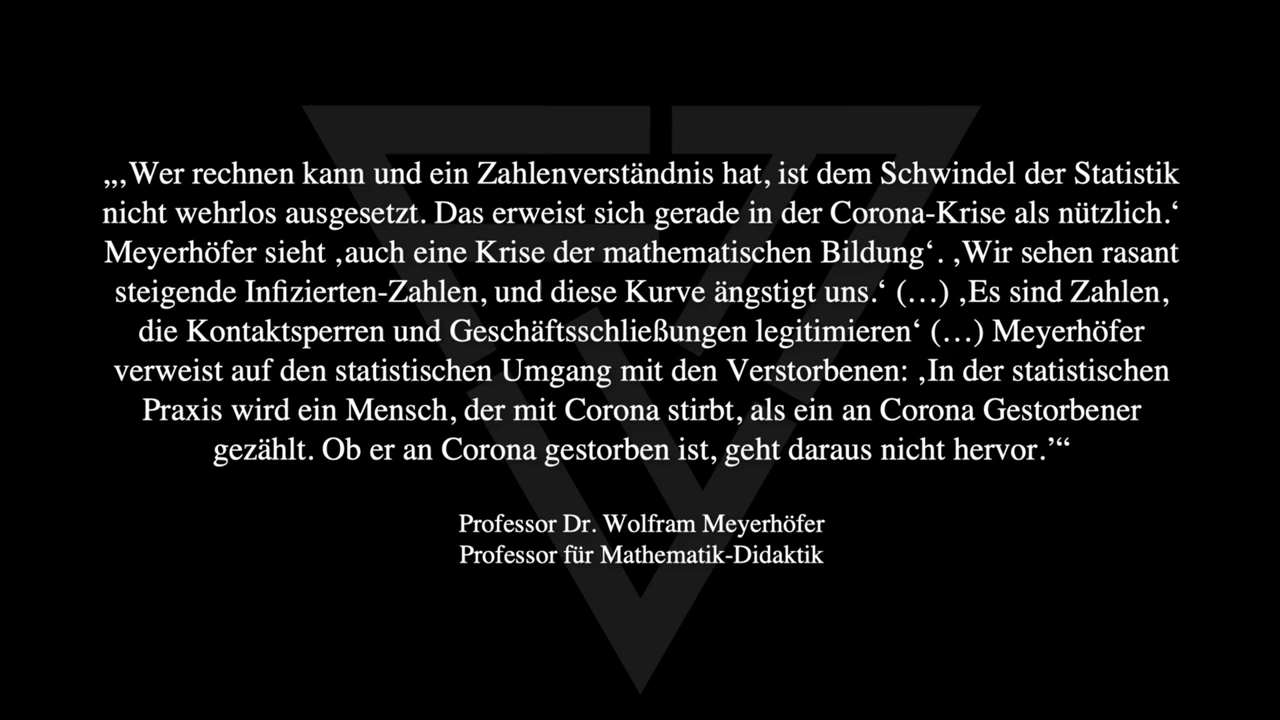 „‚Wer rechnen kann und ein Zahlenverständnis hat, ist dem Schwindel der Statistik
nicht wehrlos ausgesetzt. Das erweist sich gerade in der Corona-Krise als nützlich.‘
Meyerhöfer sieht ‚auch eine Krise der mathematischen Bildung‘. ‚Wir sehen rasant
steigende Infizierten-Zahlen, und diese Kurve ängstigt uns.‘ (…) ‚Es sind Zahlen,
die Kontaktsperren und Geschäftsschließungen legitimieren‘ (…) Meyerhöfer
verweist auf den statistischen Umgang mit den Verstorbenen: ‚In der statistischen
Praxis wird ein Mensch, der mit Corona stirbt, als ein an Corona Gestorbener
gezählt. Ob er an Corona gestorben ist, geht daraus nicht hervor.’“
Professor Dr. Wolfram Meyerhöfer
Professor für Mathematik-Didaktik